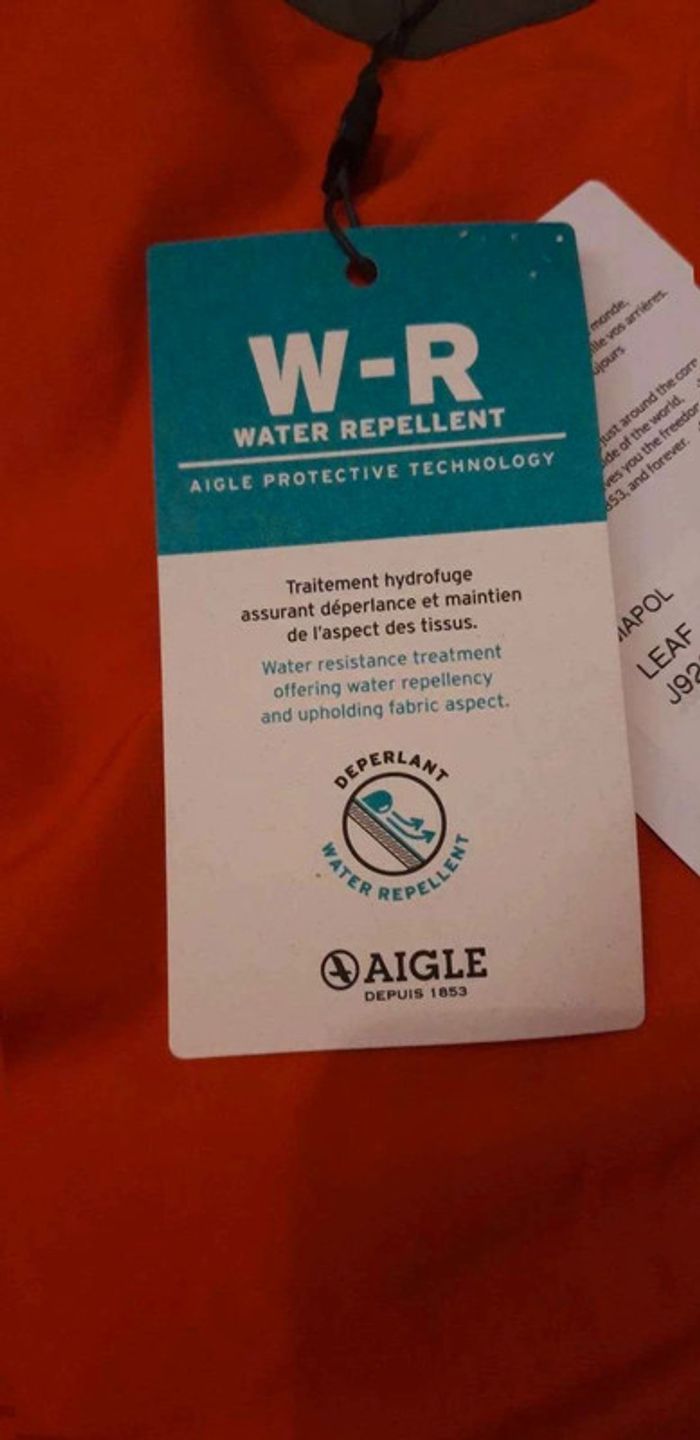 W-R
WATER REPELLENT
AIGLE PROTECTIVE TECHNOLOGY
Traitement hydrofuge
assurant déperlance et maintien
de l'aspect des tissus.
Water resistance treatment
offering water repellency
and upholding fabric aspect.
DEPERLANT
WATER REPELLENT
AIGLE
DEPUIS 1853
monde,
vos arrières.
just around the
of the world,
you the freedom
and forever.
LEAF